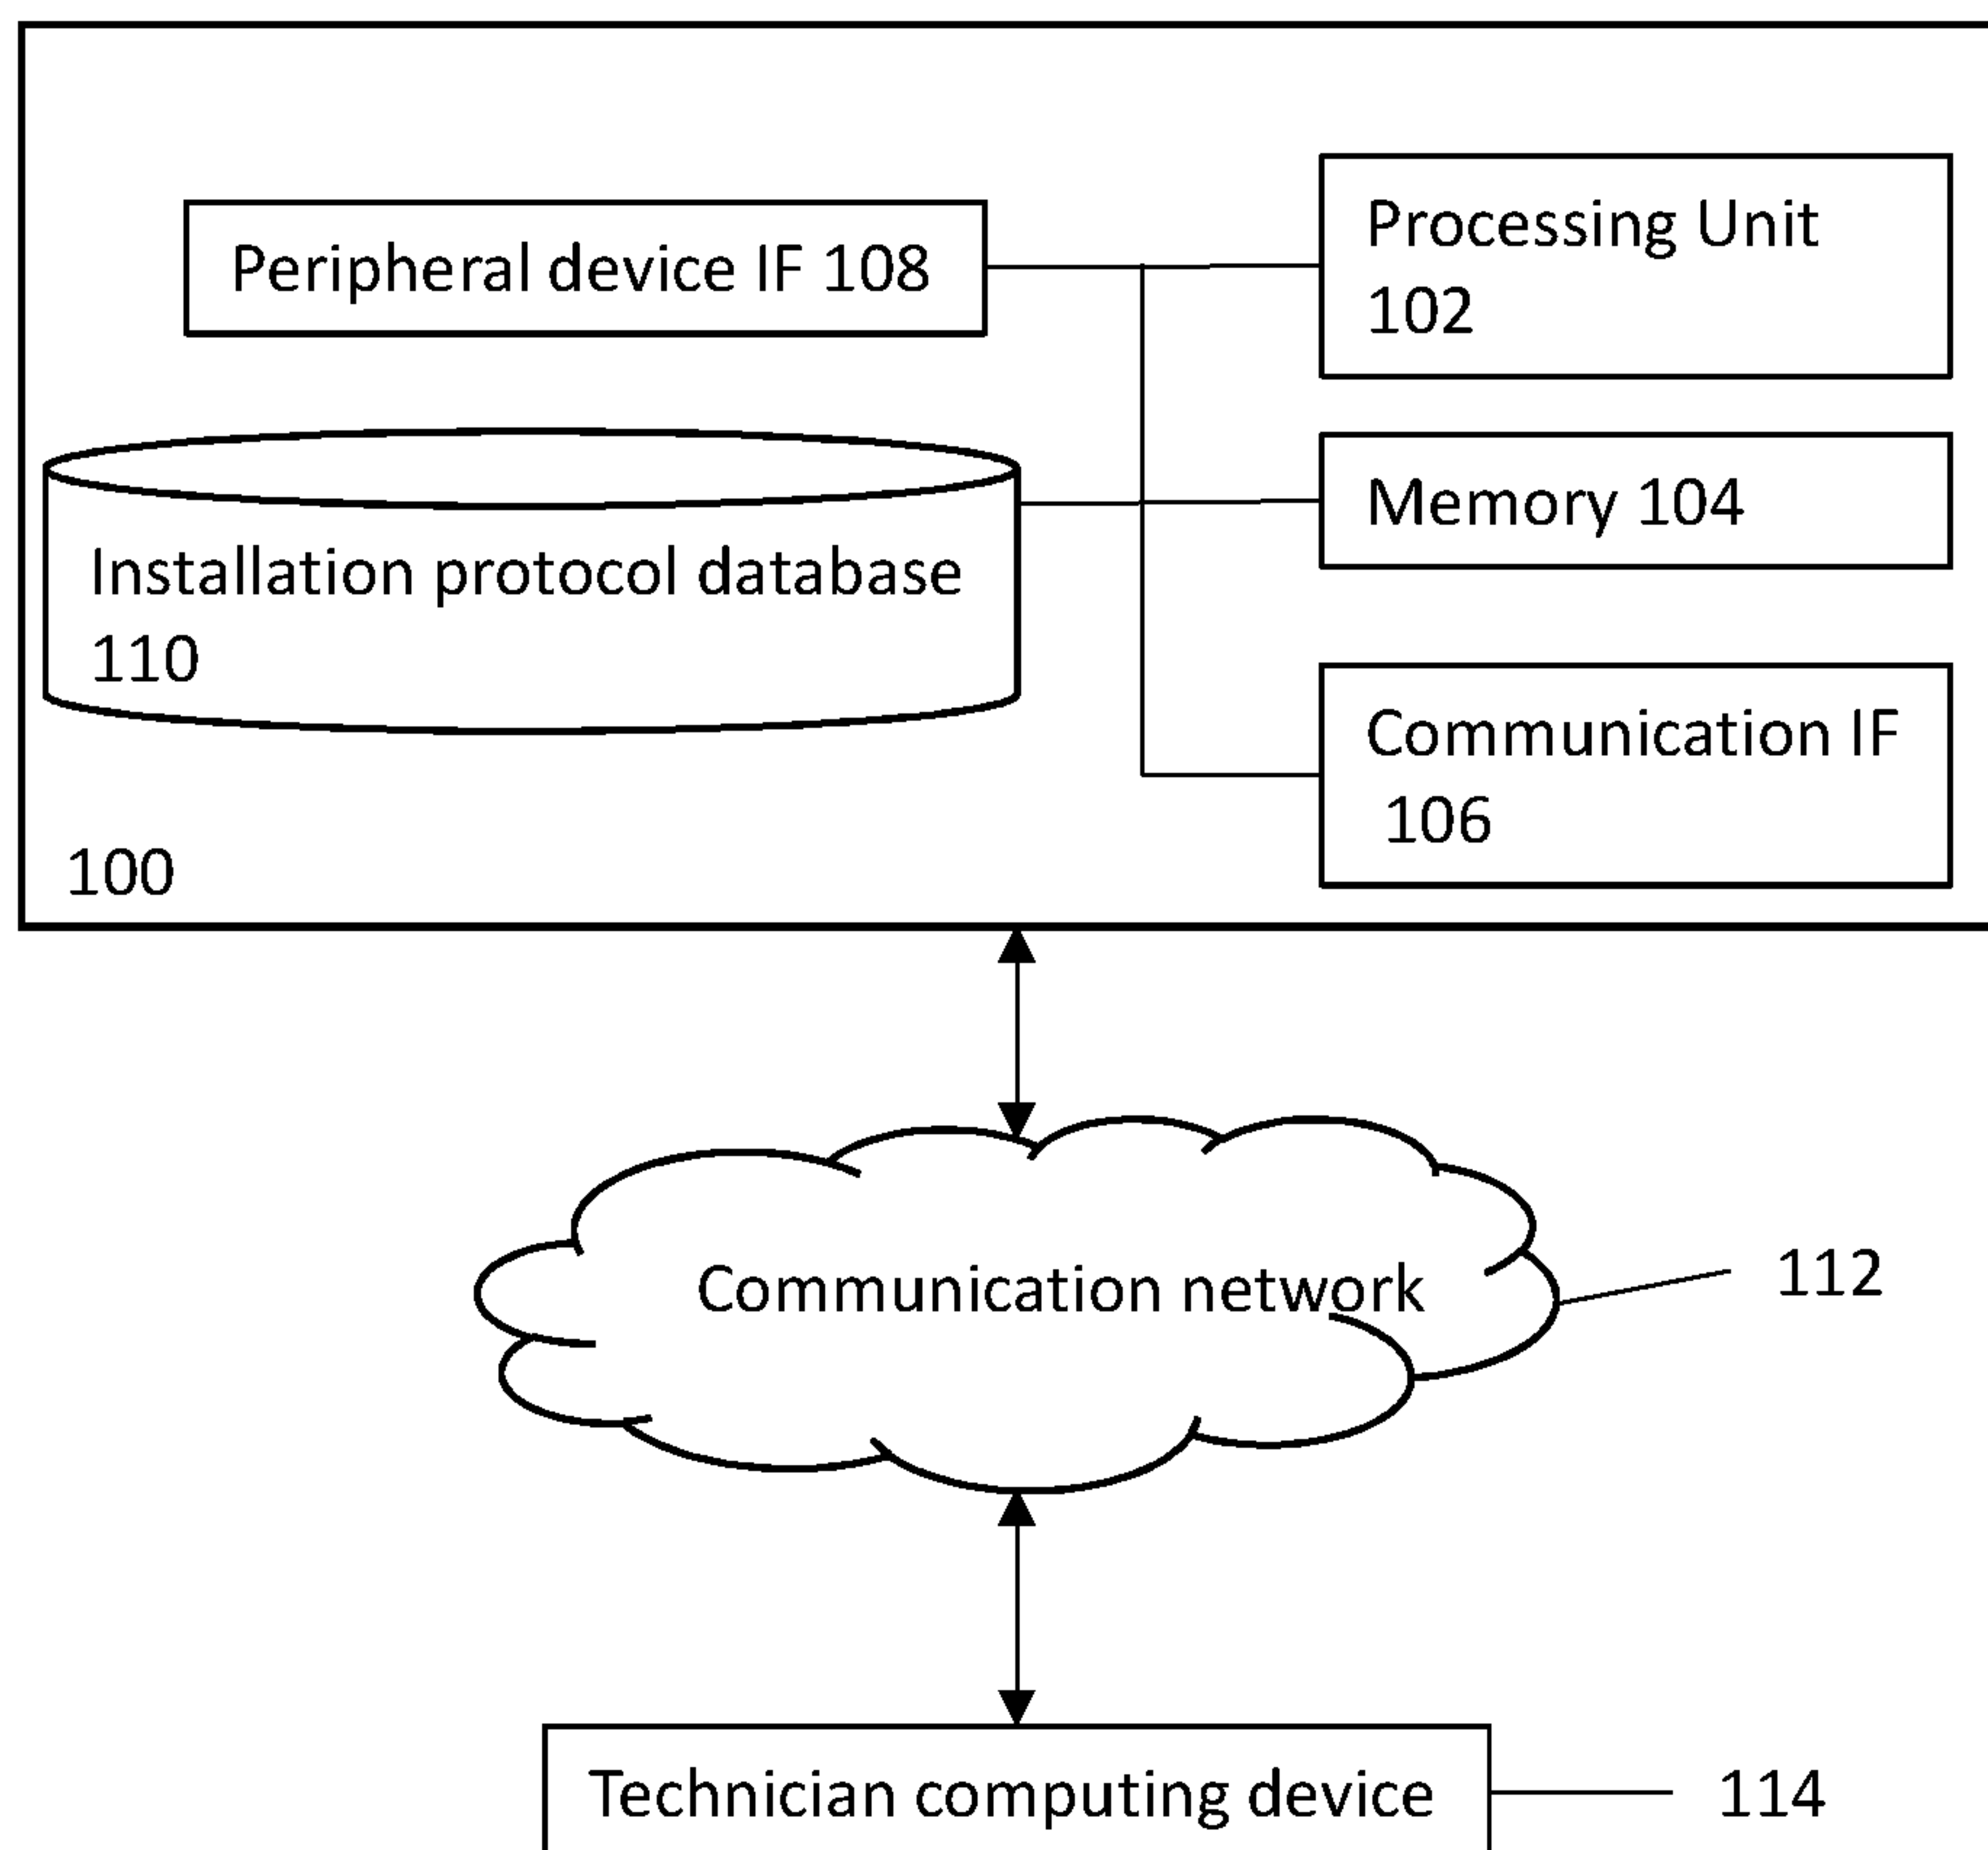 Peripheral device IF 108
Processing Unit
102
Installation protocol database
110
Memory 104
Communication IF
106
100
Communication network
112
Technician computing device
114